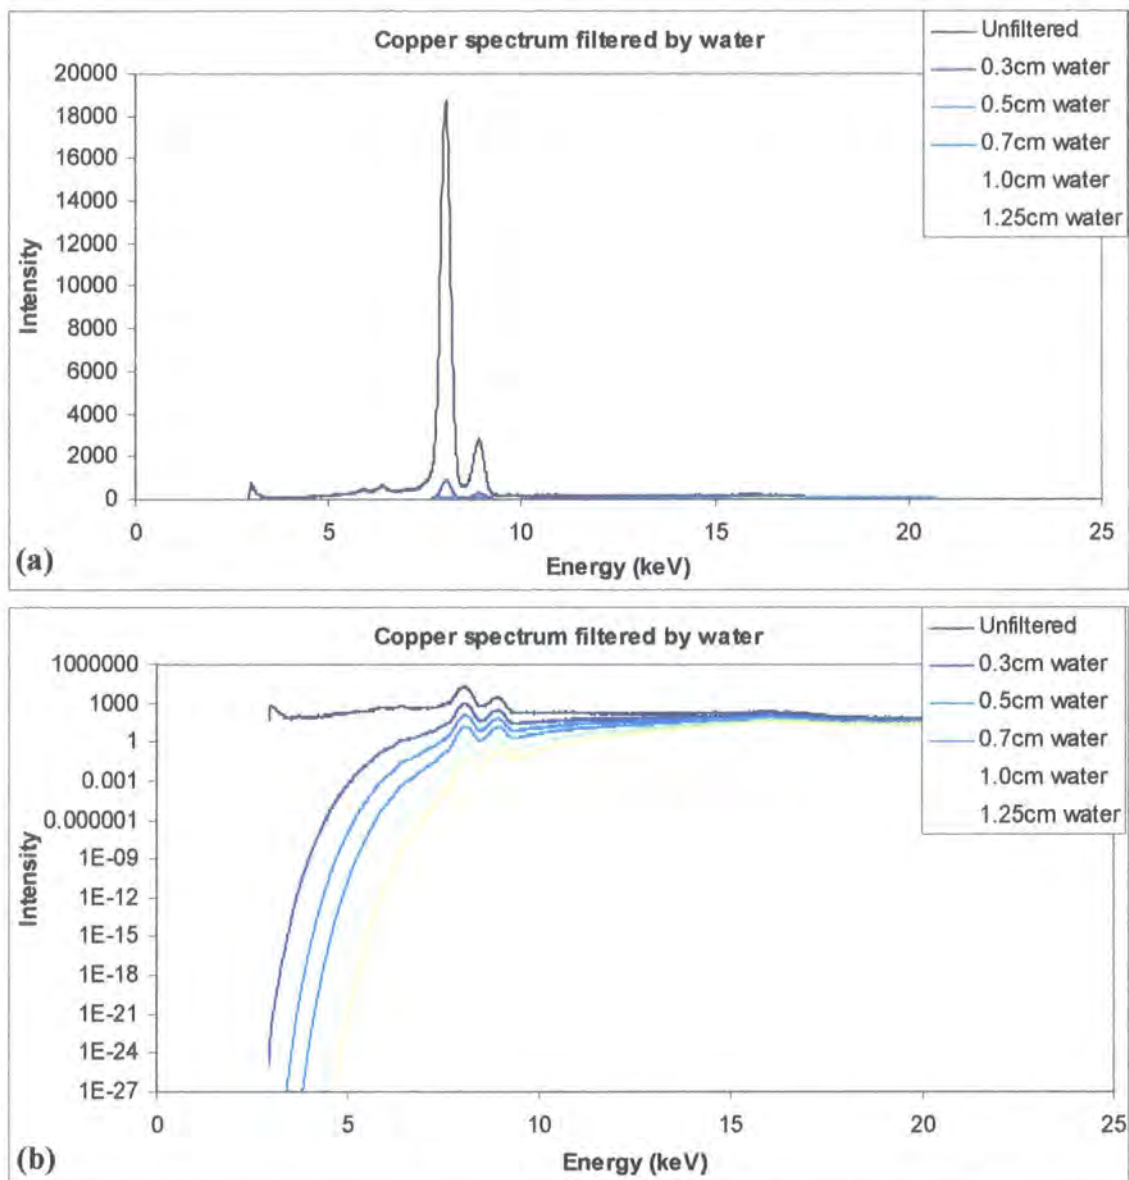 Copper spectrum filtered by water
Unfiltered
0.3cm water
0.5cm water
0.7cm water
1.0cm water
1.25cm water
20000
18000
16000
14000
12000
10000
8000
6000
4000
2000
0
Intensity
0 5 10 15 20 25
Energy (keV)
(a)
Copper spectrum filtered by water
Unfiltered
0.3cm water
0.5cm water
0.7cm water
1.0cm water
1.25cm water
1000000
1000
1
0.001
0.000001
1E-09
1E-12
1E-15
1E-18
1E-21
1E-24
1E-27
Intensity
0 5 10 15 20 25
Energy (keV)
(b)